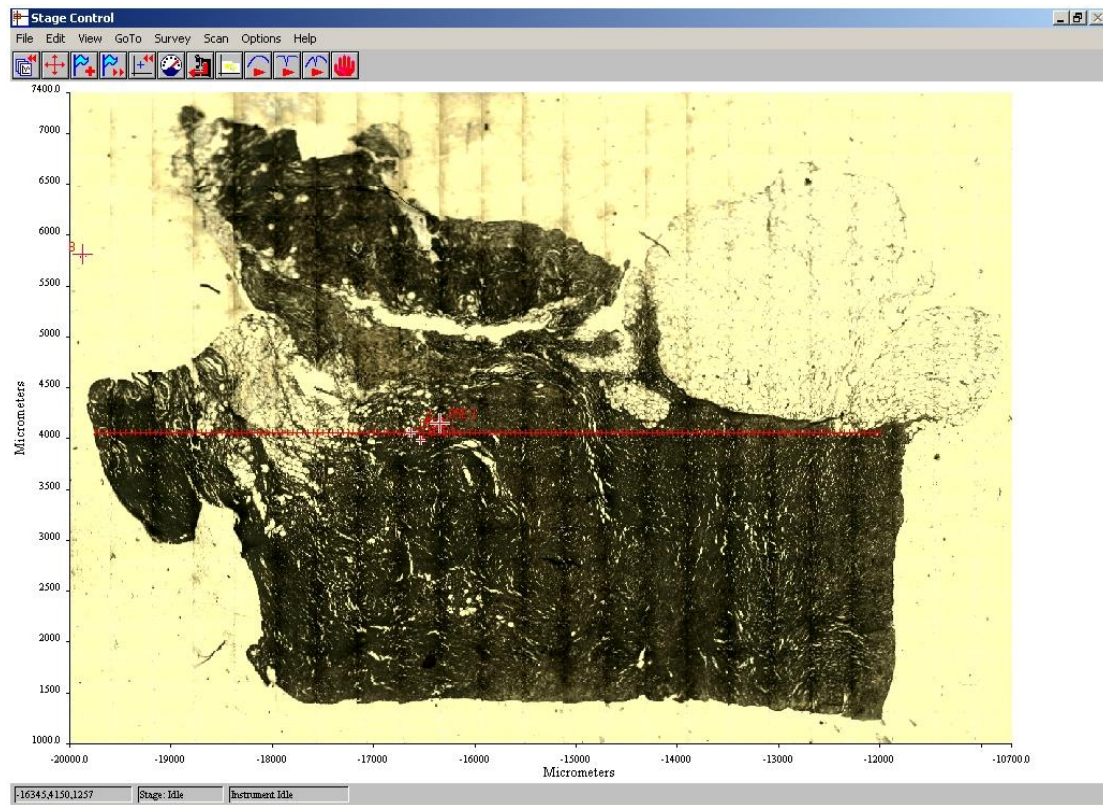 Stage Control
File Edit View GoTo Survey Scan Options Help
7400.0
7000
6500
6000
B
5500
5000
4500
4000
3500
3000
2500
2000
1500
1000.0
Micrometers
-20000.0 -19000 -18000 -17000 -16000 -15000 -14000 -13000 -12000 -10700.0
Micrometers
-16345,4150,1257 Stage: Idle Instrument Idle